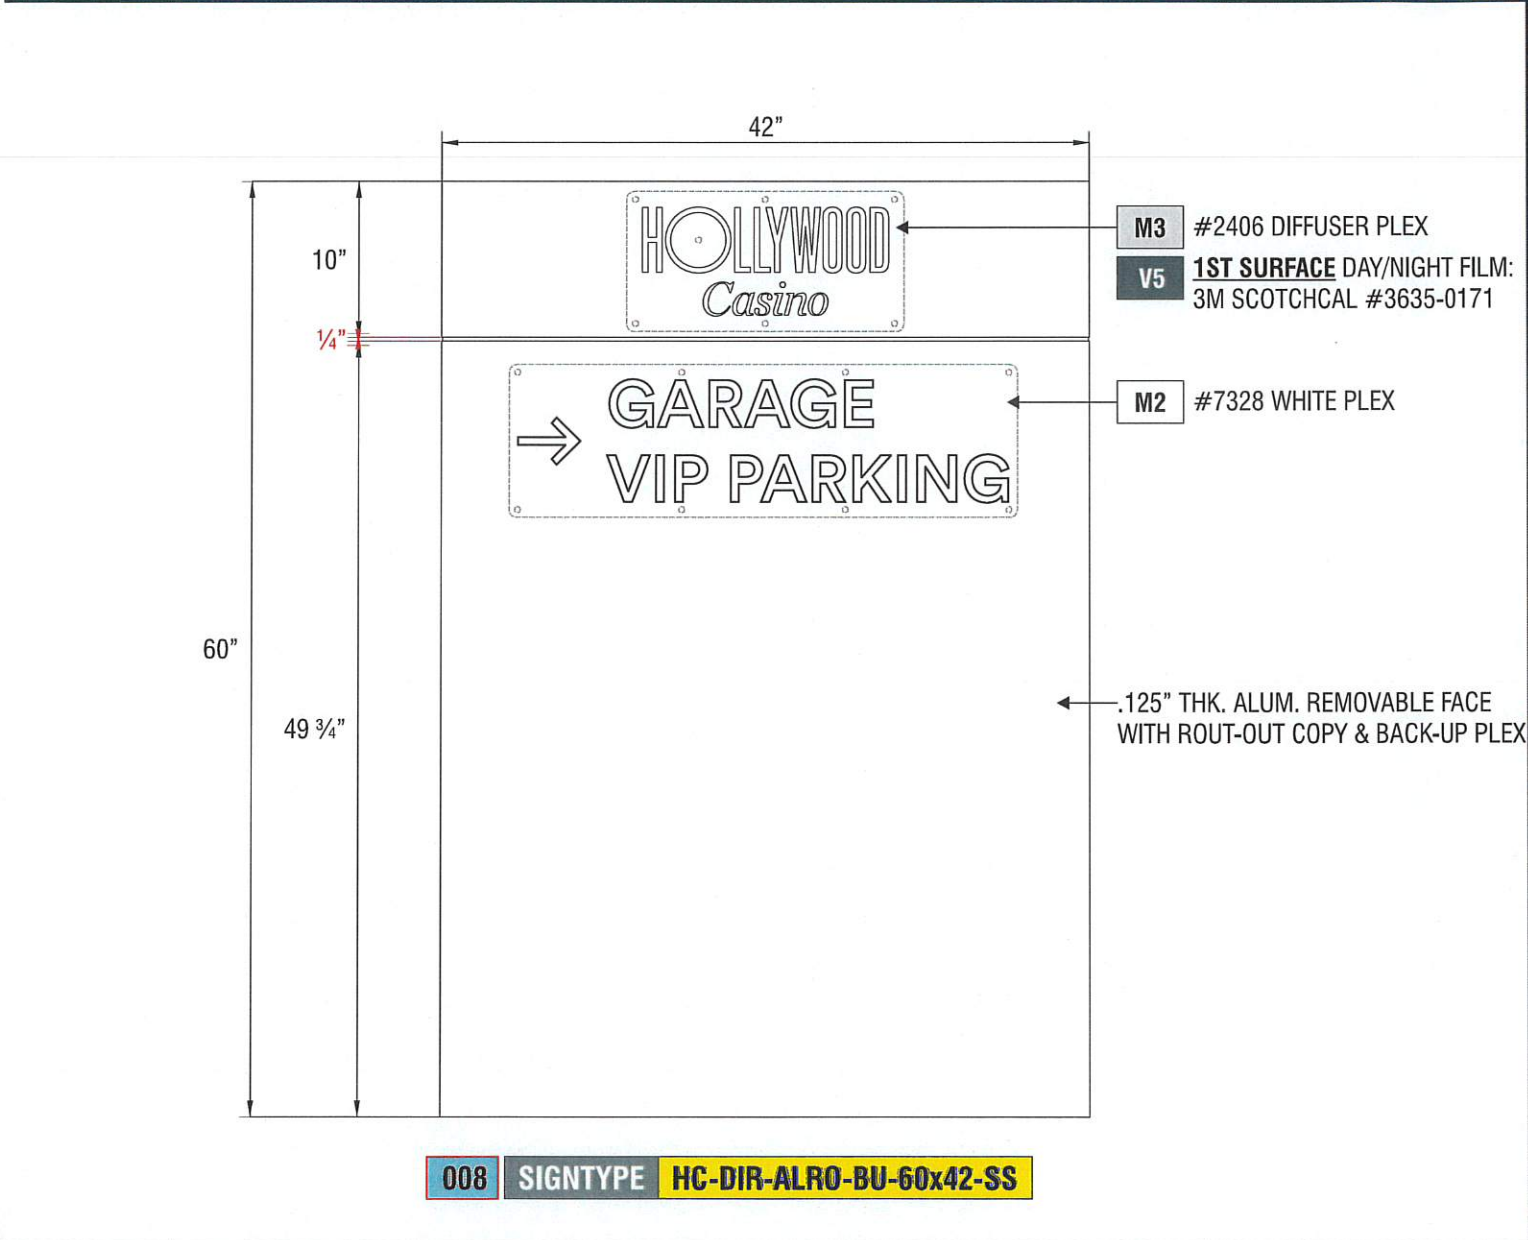 42”
10”
¼”
60”
49 ¾”
HOLLYWOOD
Casino
GARAGE
VIP PARKING
M3 #2406 DIFFUSER PLEX
V5 1ST SURFACE DAY/NIGHT FILM:
3M SCOTCHCAL #3635-0171
M2 #7328 WHITE PLEX
.125” THK. ALUM. REMOVABLE FACE
WITH ROUT-OUT COPY & BACK-UP PLEX
008 SIGNTYPE HC-DIR-ALRO-BU-60x42-SS